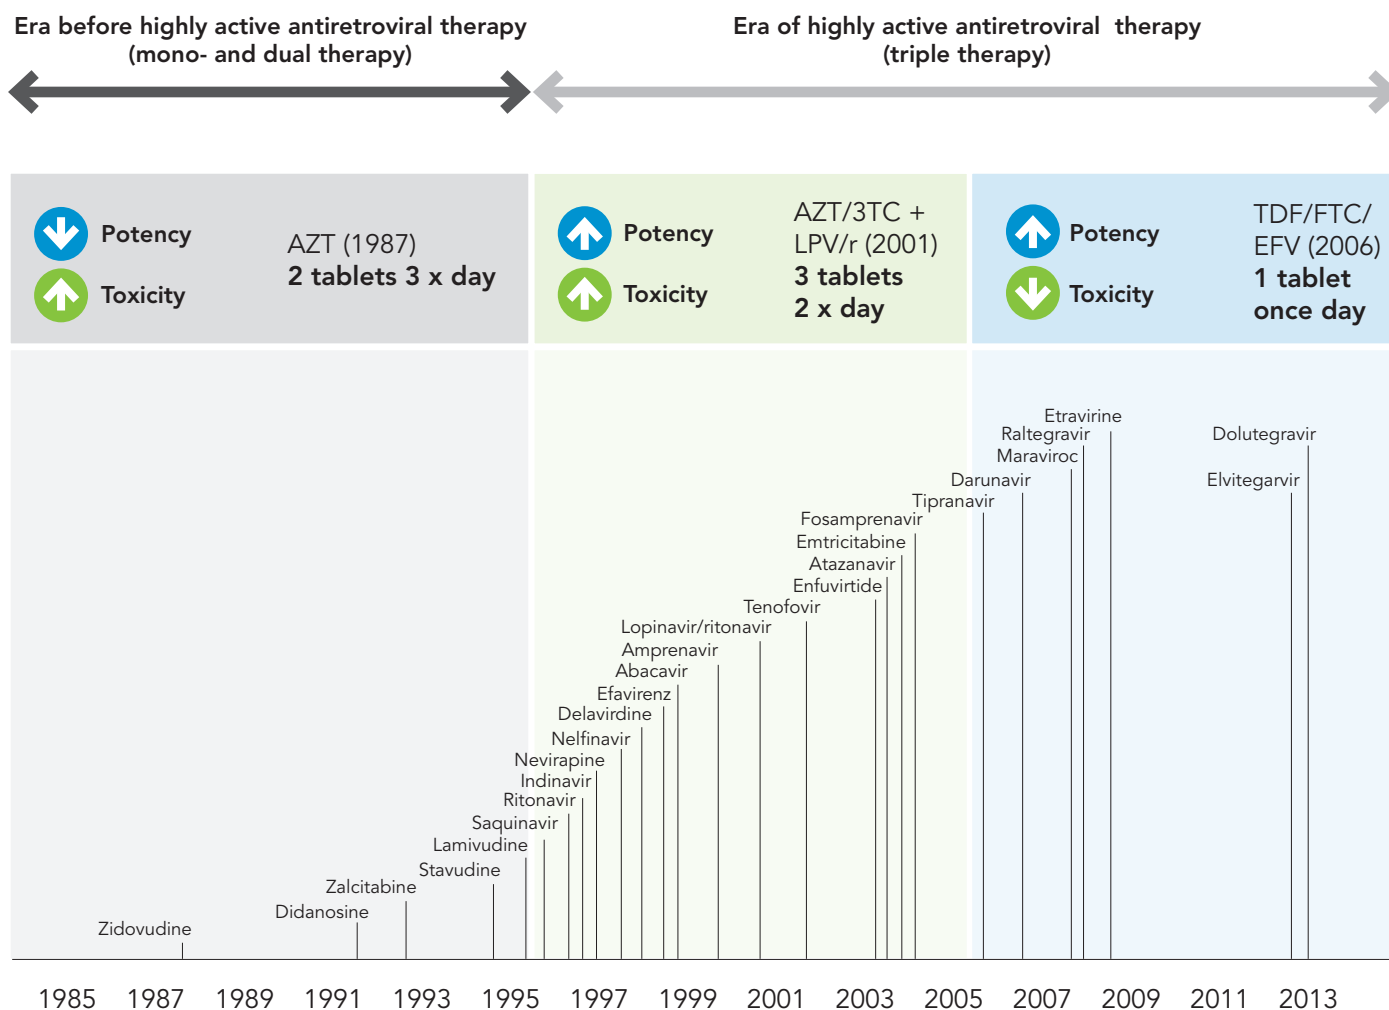 Era before highly active antiretroviral therapy
(mono- and dual therapy)
Era of highly active antiretroviral therapy
(triple therapy)
Potency
Toxicity
AZT (1987)
2 tablets 3 x day
Potency
Toxicity
AZT/3TC +
LPV/r (2001)
3 tablets
2 x day
Potency
Toxicity
TDF/FTC/
EFV (2006)
1 tablet
once day
Zidovudine
Didanosine
Zalcitabine
Stavudine
Lamivudine
Saquinavir
Ritonavir
Indinavir
Nevirapine
Nelfinavir
Delavirdine
Efavirenz
Abacavir
Amprenavir
Lopinavir/ritonavir
Tenofovir
Enfuvirtide
Atazanavir
Emtricitabine
Fosamprenavir
Tipranavir
Darunavir
Maraviroc
Raltegravir
Etravirine
Elvitegarvir
Dolutegravir
1985 1987 1989 1991 1993 1995 1997 1999 2001 2003 2005 2007 2009 2011 2013